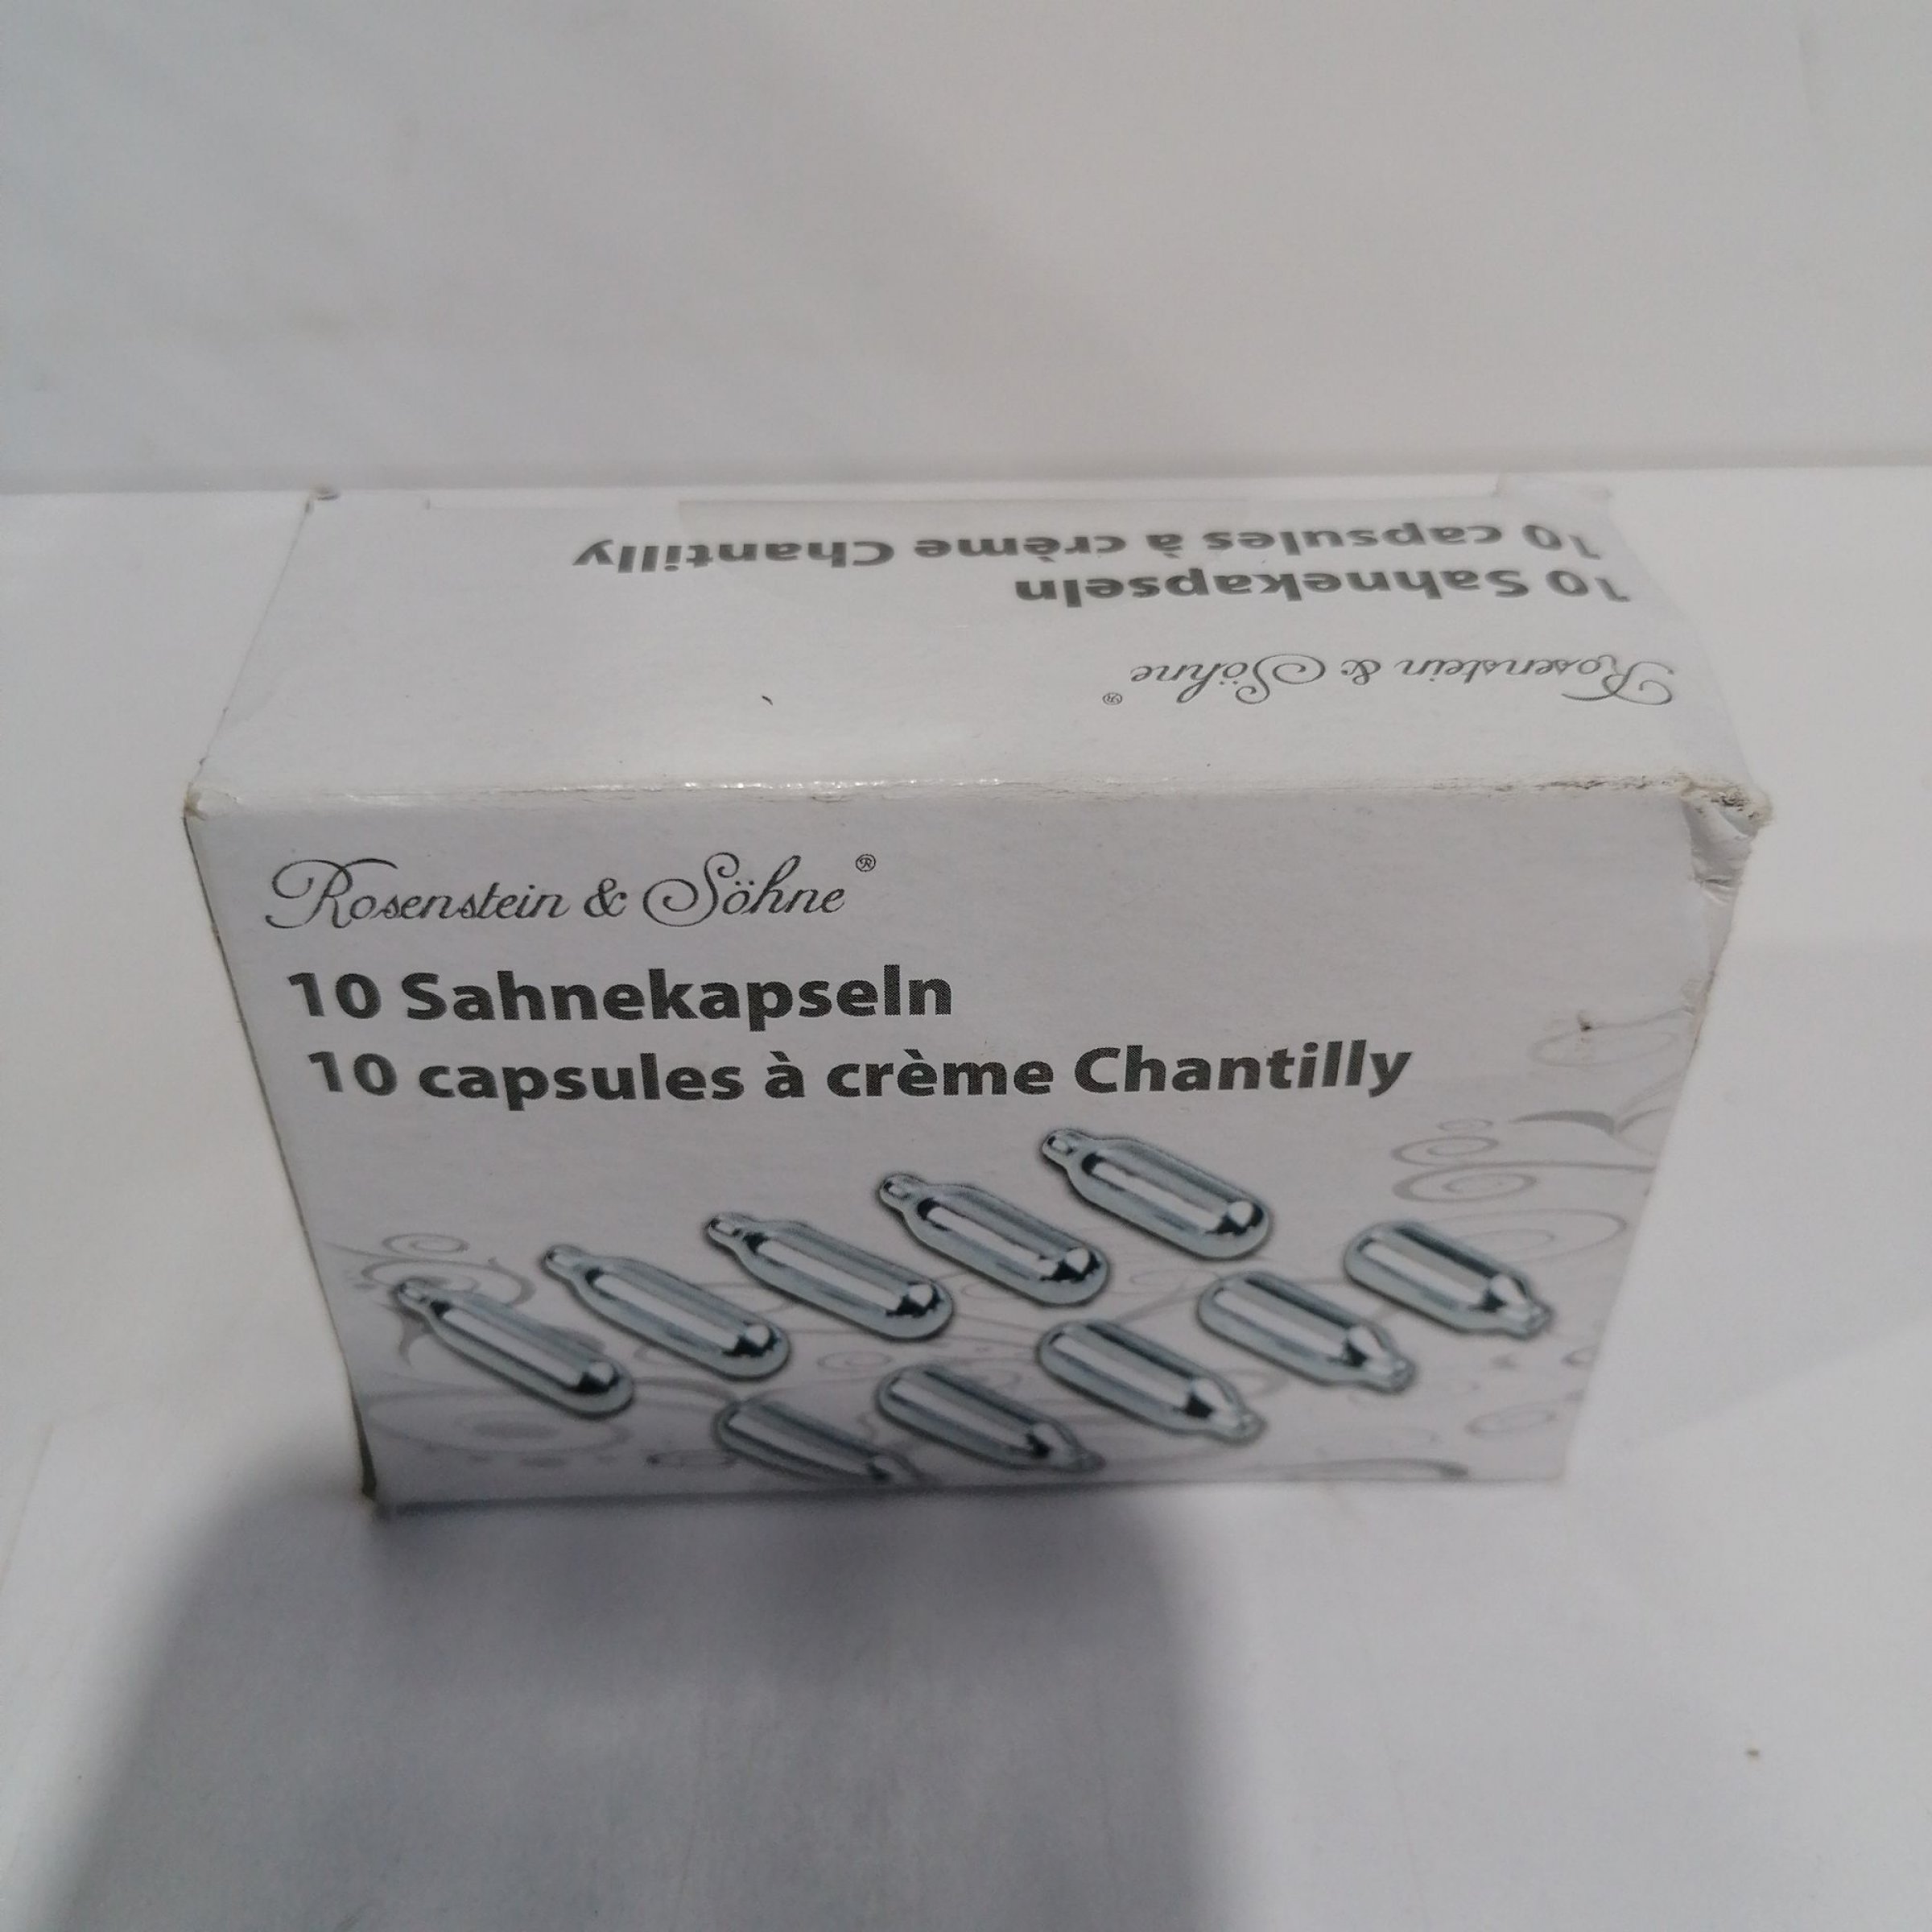 10 capsules à crème Chantilly
10 Sahnekapseln
Rosenstein & Söhne®
Rosenstein & Söhne®
10 Sahnekapseln
10 capsules à crème Chantilly